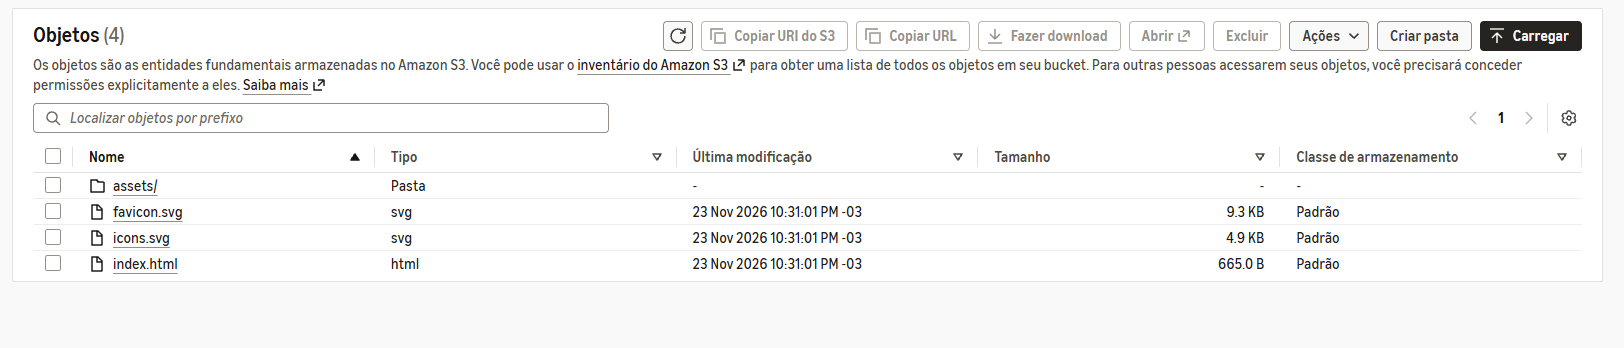 Objetos (4)
Copiar URI do S3
Copiar URL
Fazer download
Abrir
Excluir
Ações
Criar pasta
Carregar
Os objetos são as entidades fundamentais armazenadas no Amazon S3. Você pode usar o inventário do Amazon S3 para obter uma lista de todos os objetos em seu bucket. Para outras pessoas acessarem seus objetos, você precisará conceder
permissões explicitamente a eles. Saiba mais
Localizar objetos por prefixo
1
Nome Tipo Última modificação Tamanho Classe de armazenamento
assets/ Pasta - - -
favicon.svg svg 23 Nov 2026 10:31:01 PM -03 9.3 KB Padrão
icons.svg svg 23 Nov 2026 10:31:01 PM -03 4.9 KB Padrão
index.html html 23 Nov 2026 10:31:01 PM -03 665.0 B Padrão